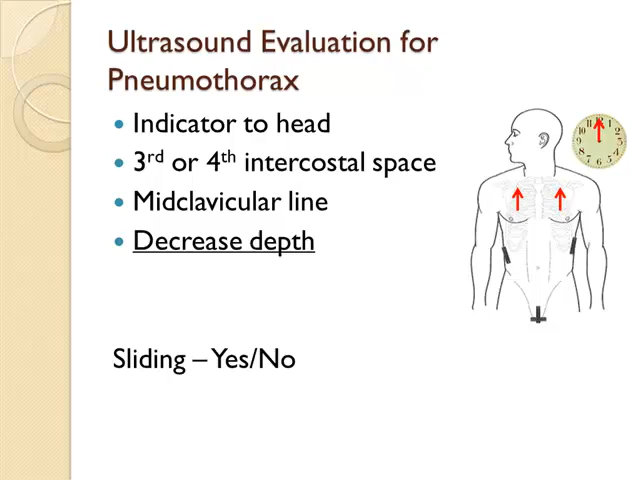 Ultrasound Evaluation for
Pneumothorax
Indicator to head
3rd or 4th intercostal space
Midclavicular line
Decrease depth
Sliding – Yes/No